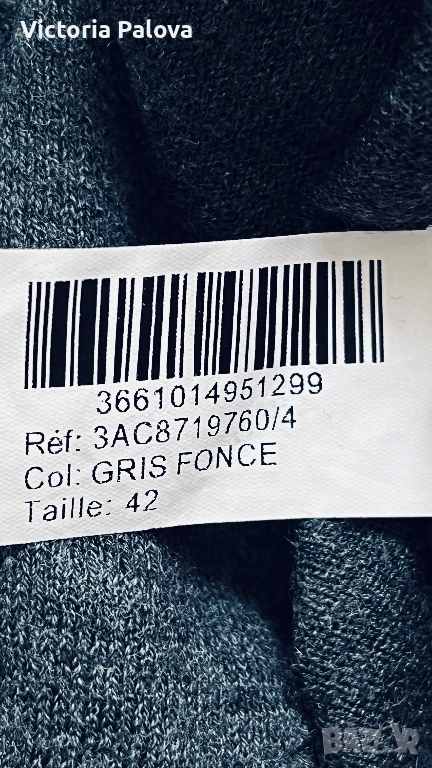 Victoria Palova
3661014951299
Réf: 3AC8719760/4
Col: GRIS FONCE
Taille: 42